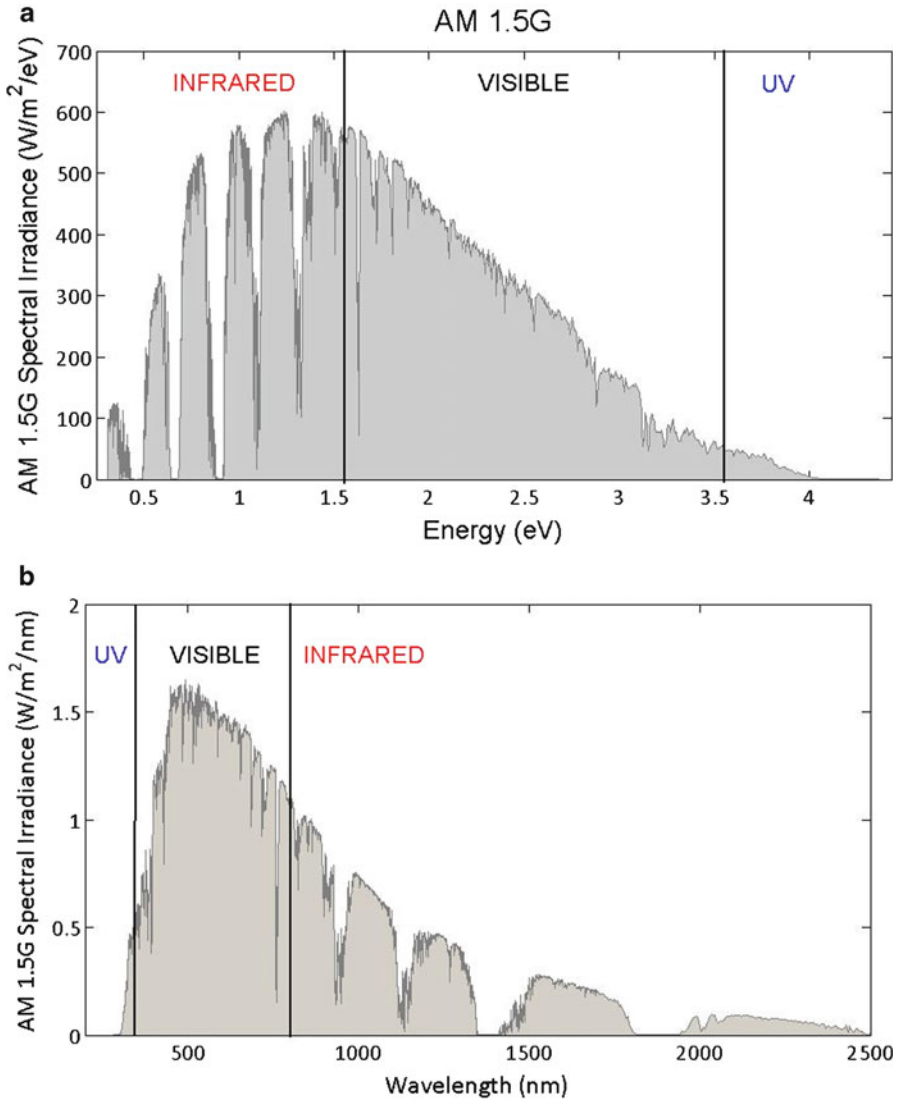 a
AM 1.5G
AM 1.5G Spectral Irradiance (W/m²/eV)
700
600
500
400
300
200
100
0
INFRARED
VISIBLE
UV
0.5
1
1.5
2
2.5
3
3.5
4
Energy (eV)
b
AM 1.5G Spectral Irradiance (W/m²/nm)
2
1.5
1
0.5
0
UV
VISIBLE
INFRARED
500
1000
1500
2000
2500
Wavelength (nm)